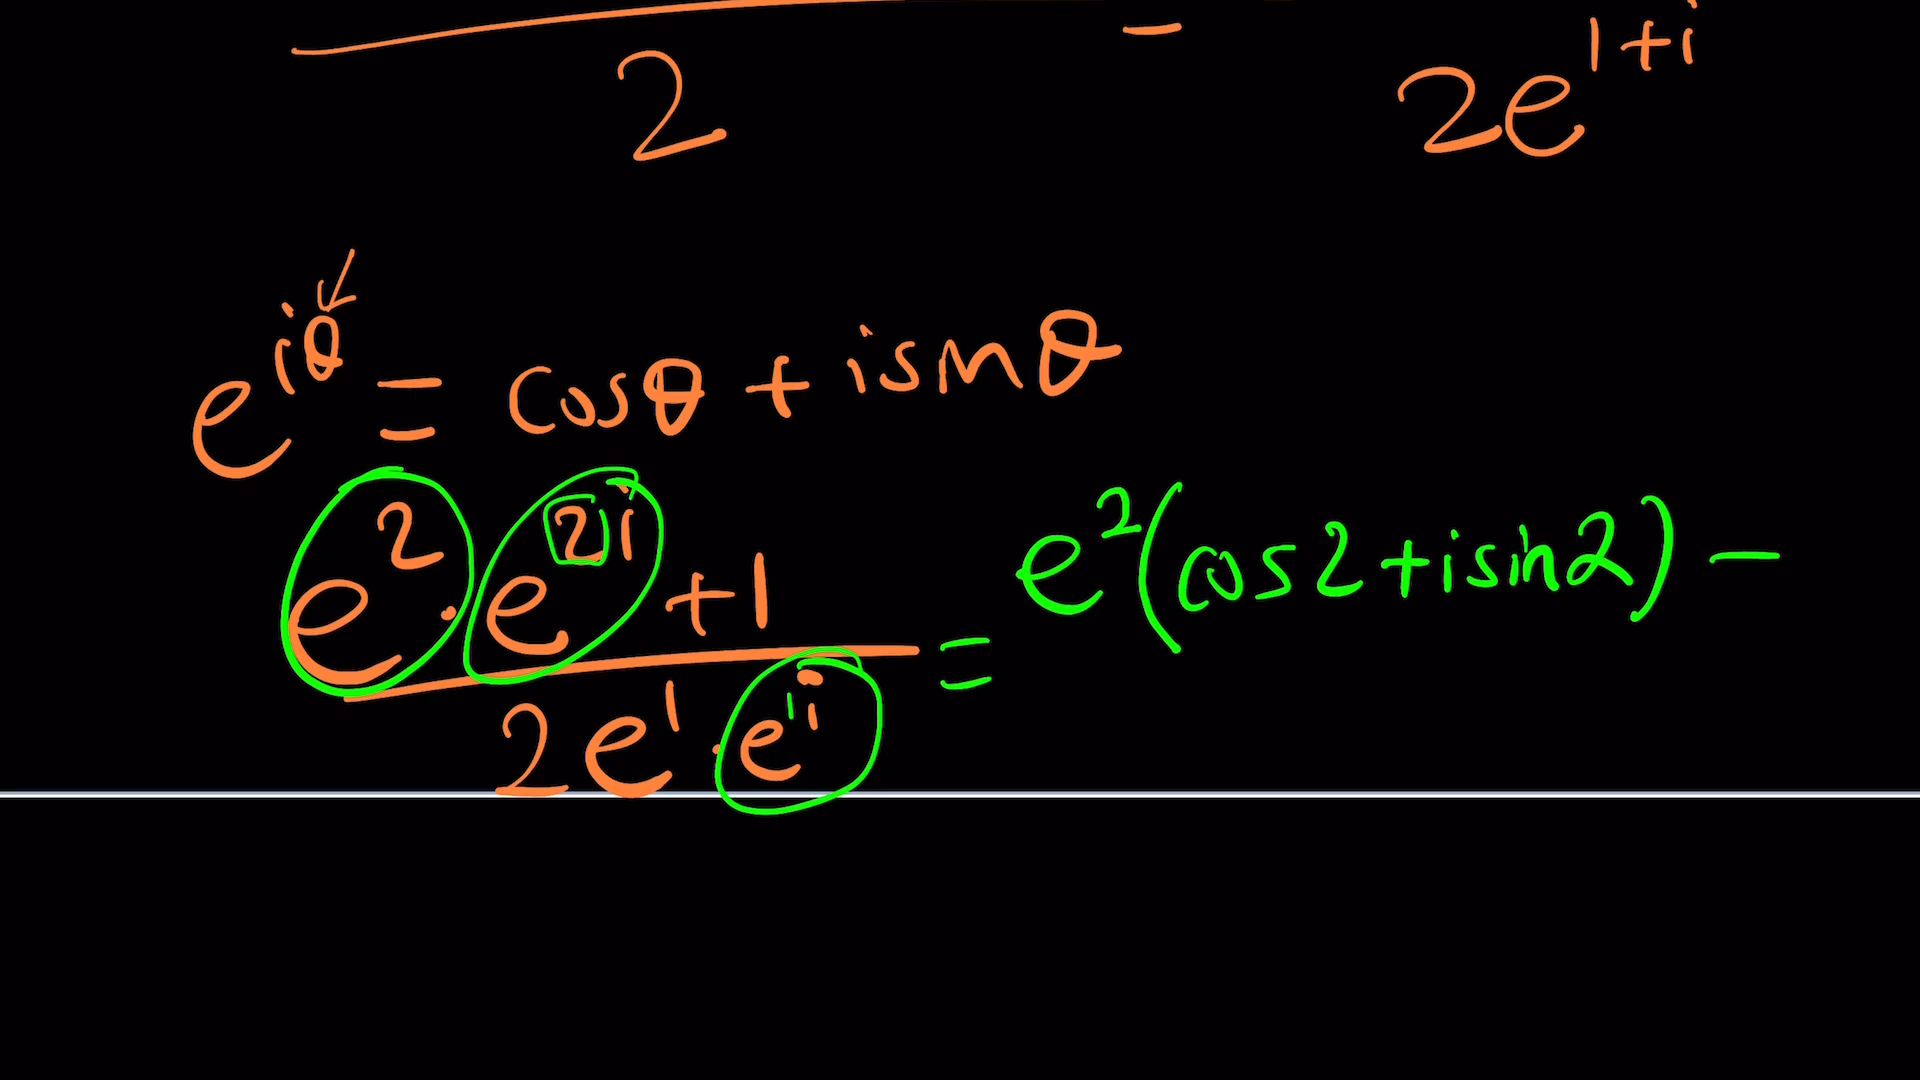 2 - 2e^{1+i}
e^{iθ} = cosθ + isinθ
e^2 · e^{2i} + 1
= e^2(cos2 + isin2) -
2e^1 · e^{1i}